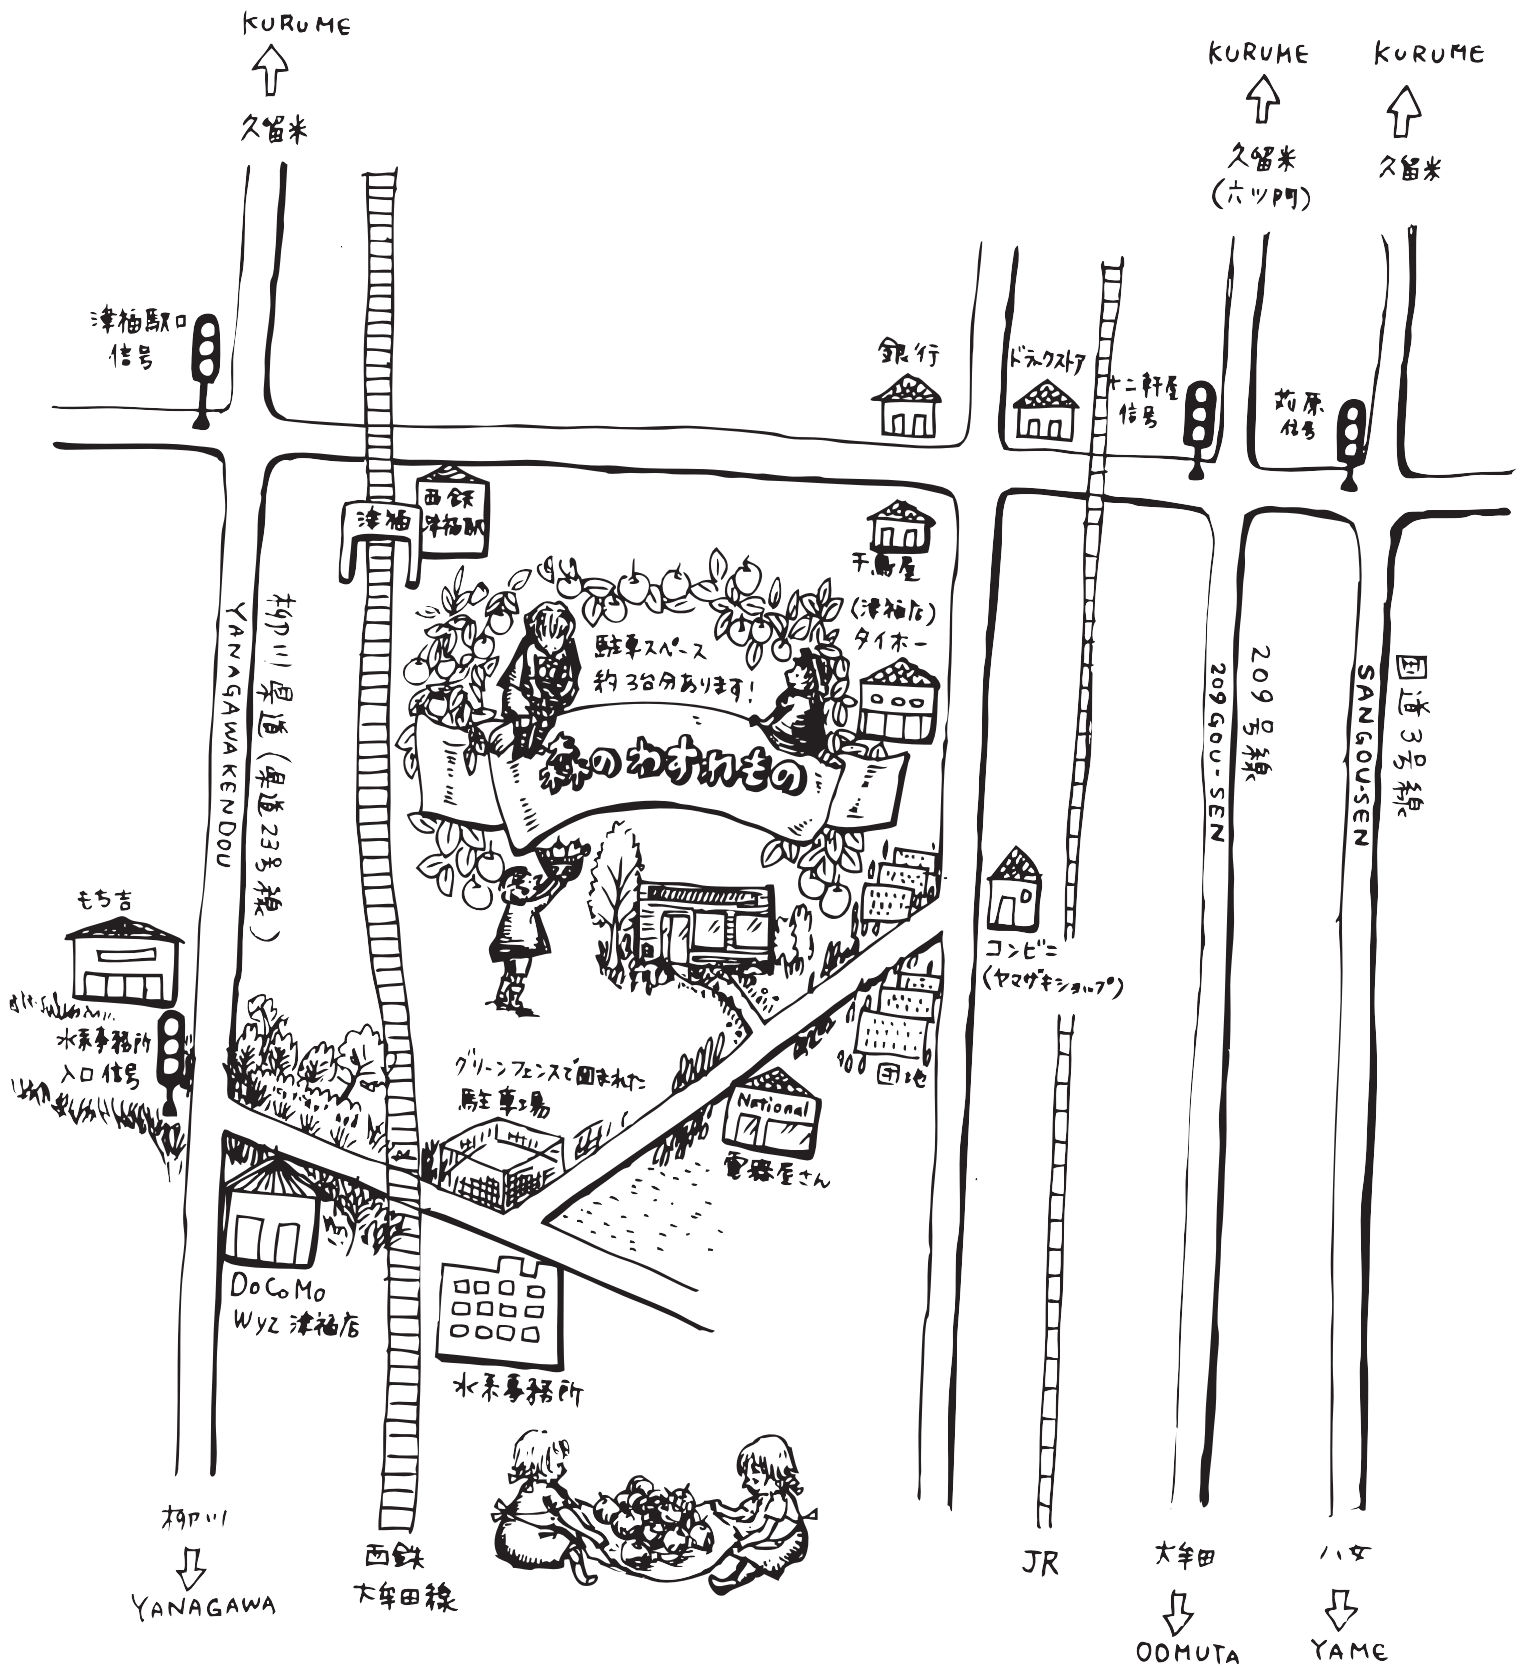 KURUME
久留米
KURUME
久留米
(六ツ門)
KURUME
久留米
津福駅口
信号
銀行
ドラックストア
十二軒屋
信号
苅原
信号
西鉄
津福駅
津福
千鳥屋
(津福店)
タイホー
駐車スペース
約3台分あります!
森のわすれもの
YANAGAWAKENDOU
柳川県道(県道23号線)
209GOU-SEN
209号線
SANGOU-SEN
国道3号線
もち吉
水系事務所
入口信号
コンビニ
(ヤマザキショップ)
グリーンフェンスで囲まれた
駐車場
団地
National
電器屋さん
DoCoMo
Wyz 津福店
水系事務所
柳川
YANAGAWA
西鉄
大牟田線
JR
大牟田
OOMUTA
八女
YAME